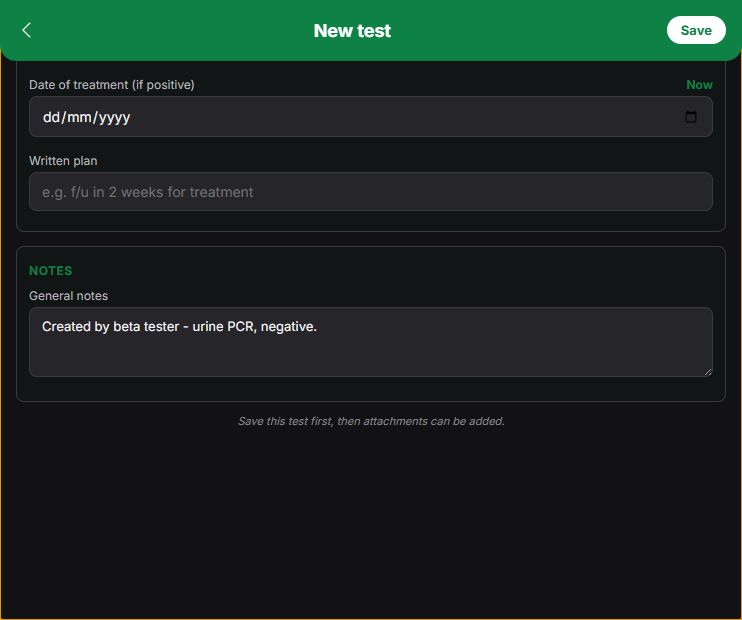 New test
Save
Date of treatment (if positive)
Now
dd/mm/yyyy
Written plan
e.g. f/u in 2 weeks for treatment
NOTES
General notes
Created by beta tester - urine PCR, negative.
Save this test first, then attachments can be added.